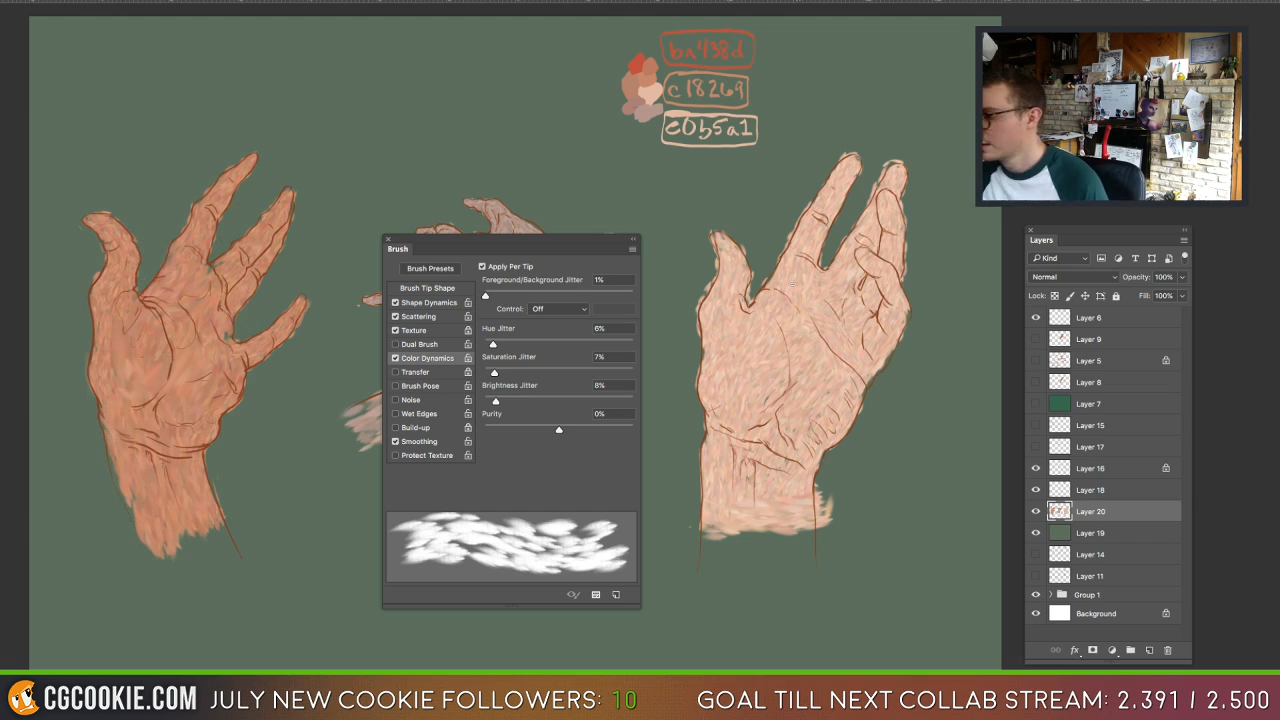 ba438d
c18269
e0b5a1
Brush
Brush Presets
Brush Tip Shape
Shape Dynamics
Scattering
Texture
Dual Brush
Color Dynamics
Transfer
Brush Pose
Noise
Wet Edges
Build-up
Smoothing
Protect Texture
Apply Per Tip
Foreground/Background Jitter 1%
Control: Off
Hue Jitter 6%
Saturation Jitter 7%
Brightness Jitter 8%
Purity 0%
Layers
Kind
Normal Opacity: 100%
Lock: Fill: 100%
Layer 6
Layer 9
Layer 5
Layer 8
Layer 7
Layer 15
Layer 17
Layer 16
Layer 18
Layer 20
Layer 19
Layer 14
Layer 11
Group 1
Background
fx
CGCOOKIE.COM JULY NEW COOKIE FOLLOWERS: 10 GOAL TILL NEXT COLLAB STREAM: 2.391 / 2.500